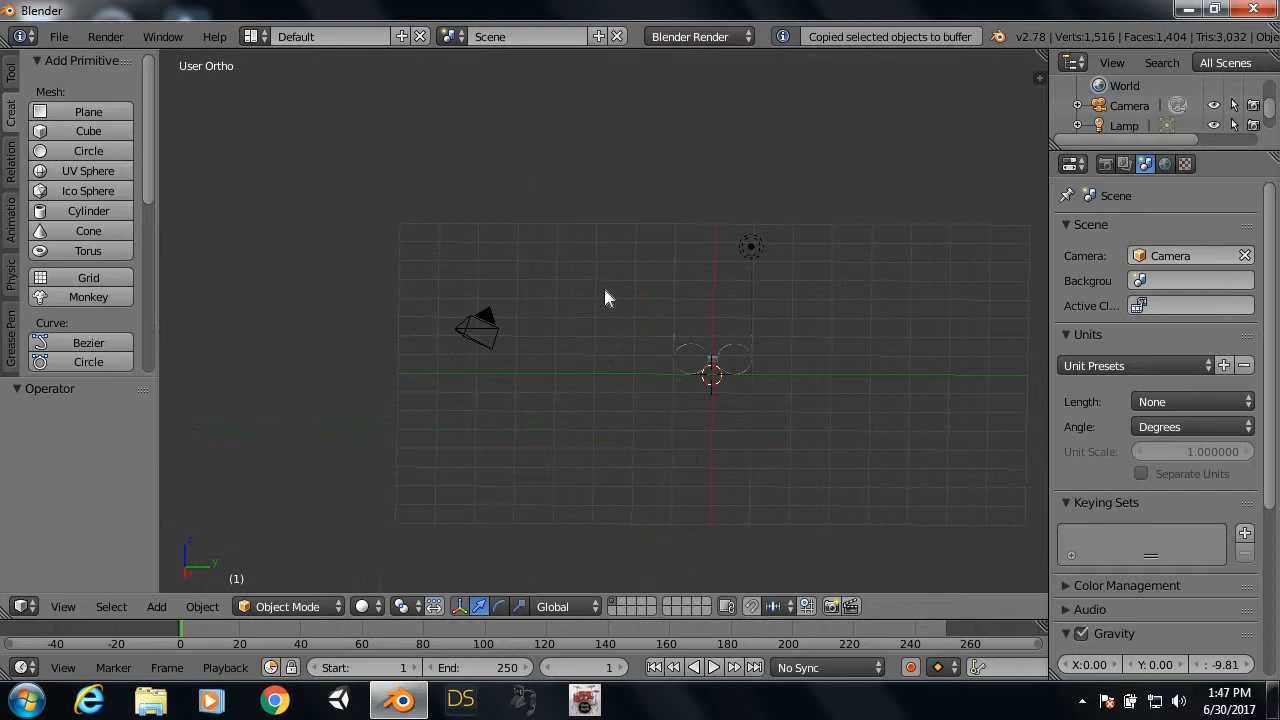 Blender
File Render Window Help Default Scene Blender Render Copied selected objects to buffer v2.78 | Verts:1,516 | Faces:1,404 | Tris:3,032 | Obje
Add Primitive
Mesh:
Plane
Cube
Circle
UV Sphere
Ico Sphere
Cylinder
Cone
Torus
Grid
Monkey
Curve:
Bezier
Circle
Operator
Tool
Creat
Relation
Animatio
Physic
Grease Pen
User Ortho
z
y
(1)
View Search All Scenes
World
Camera
Lamp
Scene
Scene
Camera: Camera
Backgrou
Active Cl...
Units
Unit Presets
Length: None
Angle: Degrees
Unit Scale: 1.000000
Separate Units
Keying Sets
Color Management
Audio
Gravity
X:0.00 Y: 0.00 : -9.81
View Select Add Object Object Mode Global
-40 -20 0 20 40 60 80 100 120 140 160 180 200 220 240 260
View Marker Frame Playback Start: 1 End: 250 1 No Sync
DS
1:47 PM
6/30/2017